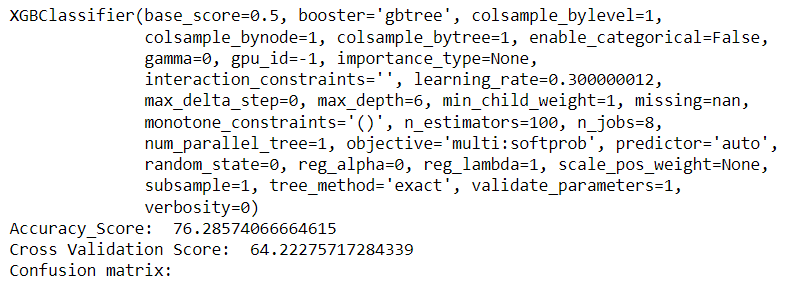 XGBClassifier(base_score=0.5, booster='gbtree', colsample_bylevel=1,
              colsample_bynode=1, colsample_bytree=1, enable_categorical=False,
              gamma=0, gpu_id=-1, importance_type=None,
              interaction_constraints='', learning_rate=0.300000012,
              max_delta_step=0, max_depth=6, min_child_weight=1, missing=nan,
              monotone_constraints='()', n_estimators=100, n_jobs=8,
              num_parallel_tree=1, objective='multi:softprob', predictor='auto',
              random_state=0, reg_alpha=0, reg_lambda=1, scale_pos_weight=None,
              subsample=1, tree_method='exact', validate_parameters=1,
              verbosity=0)
Accuracy_Score:  76.28574066664615
Cross Validation Score:  64.22275717284339
Confusion matrix: